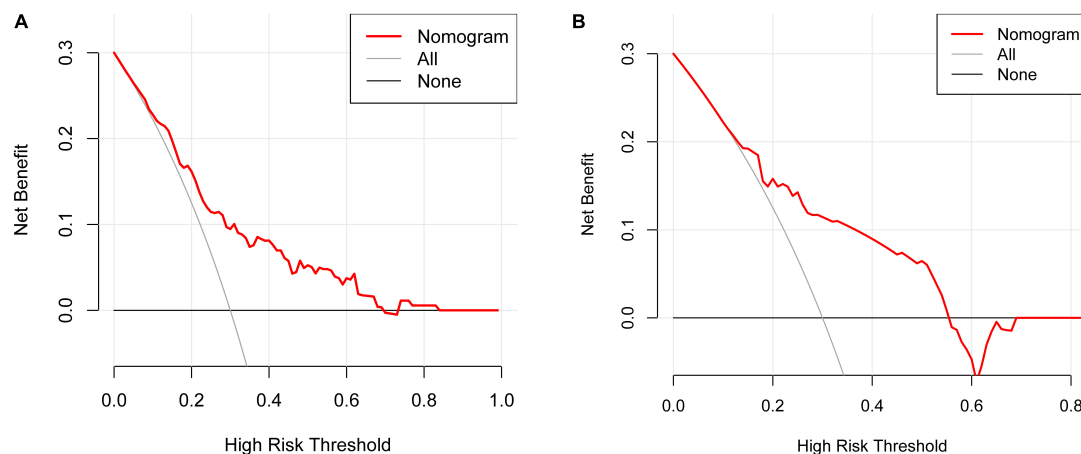 A
Nomogram
All
None
Net Benefit
0.3
0.2
0.1
0.0
0.0 0.2 0.4 0.6 0.8 1.0
High Risk Threshold
B
Nomogram
All
None
Net Benefit
0.3
0.2
0.1
0.0
0.0 0.2 0.4 0.6 0.8
High Risk Threshold